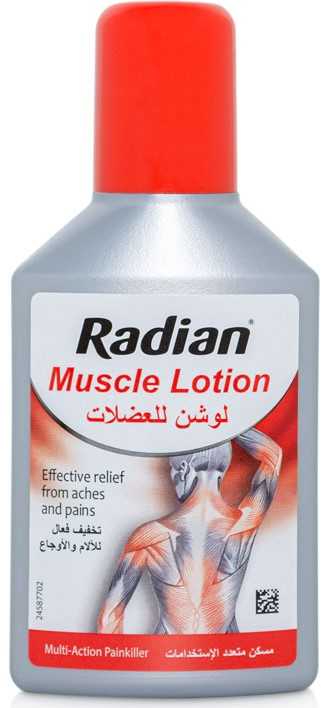 Radian®
Muscle Lotion
لوشن للعضلات
Effective relief
from aches
and pains
تخفيف فعال
للآلام والأوجاع
24587702
Multi-Action Painkiller
مسكن متعدد الإستخدامات